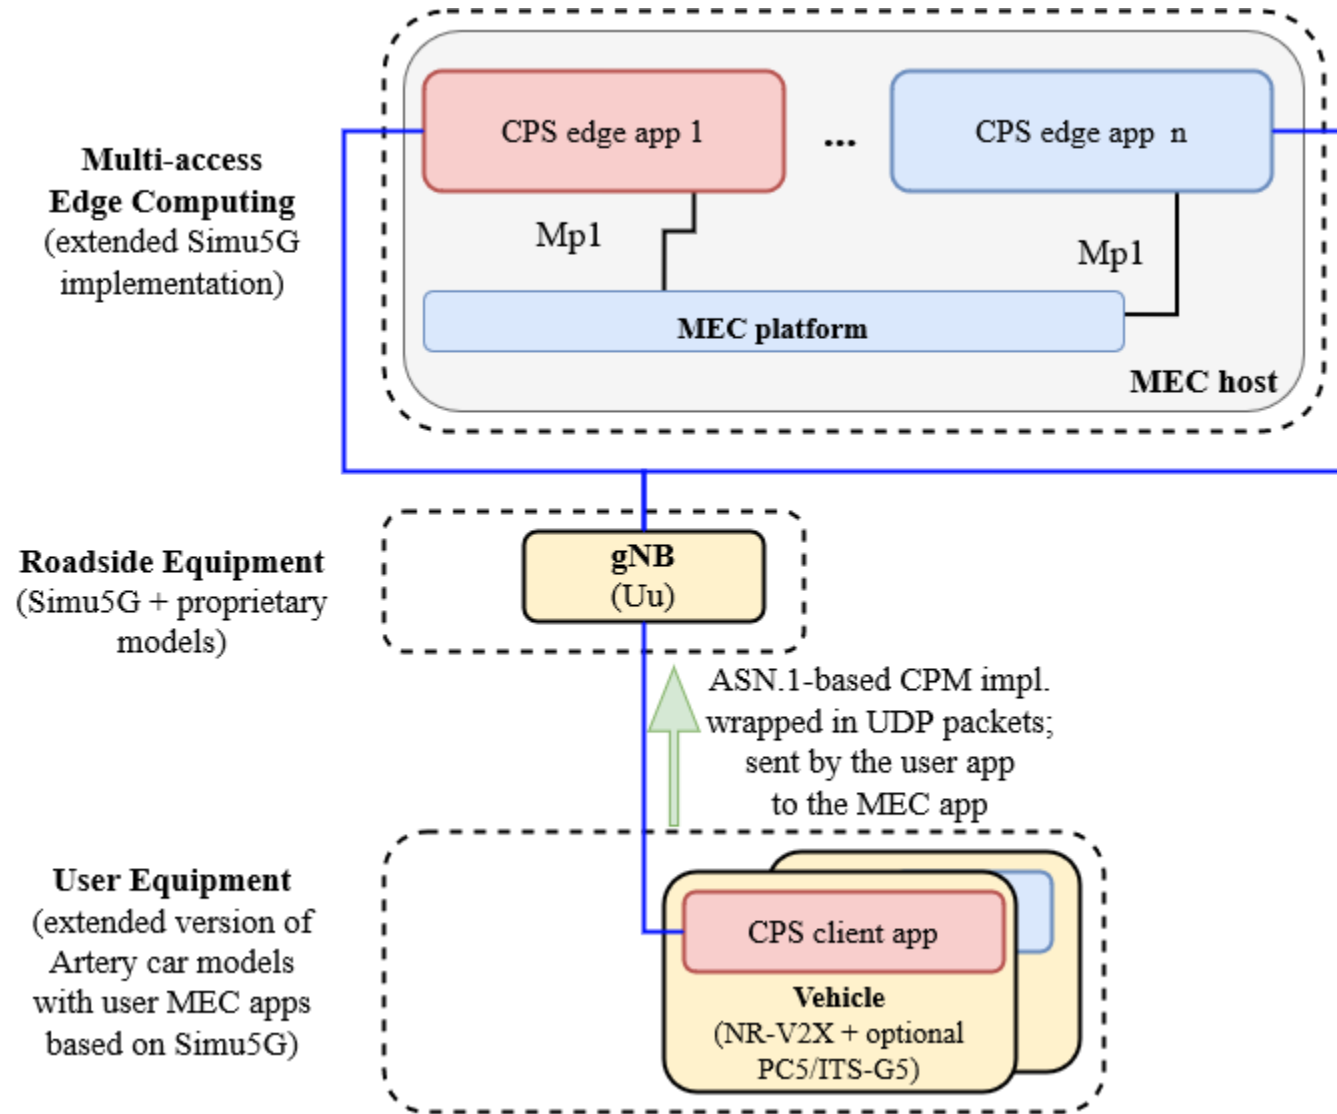 CPS edge app 1
...
CPS edge app n
Multi-access
Edge Computing
(extended Simu5G
implementation)
Mp1
Mp1
MEC platform
MEC host
Roadside Equipment
(Simu5G + proprietary
models)
gNB
(Uu)
ASN.1-based CPM impl.
wrapped in UDP packets;
sent by the user app
to the MEC app
User Equipment
(extended version of
Artery car models
with user MEC apps
based on Simu5G)
CPS client app
Vehicle
(NR-V2X + optional
PC5/ITS-G5)